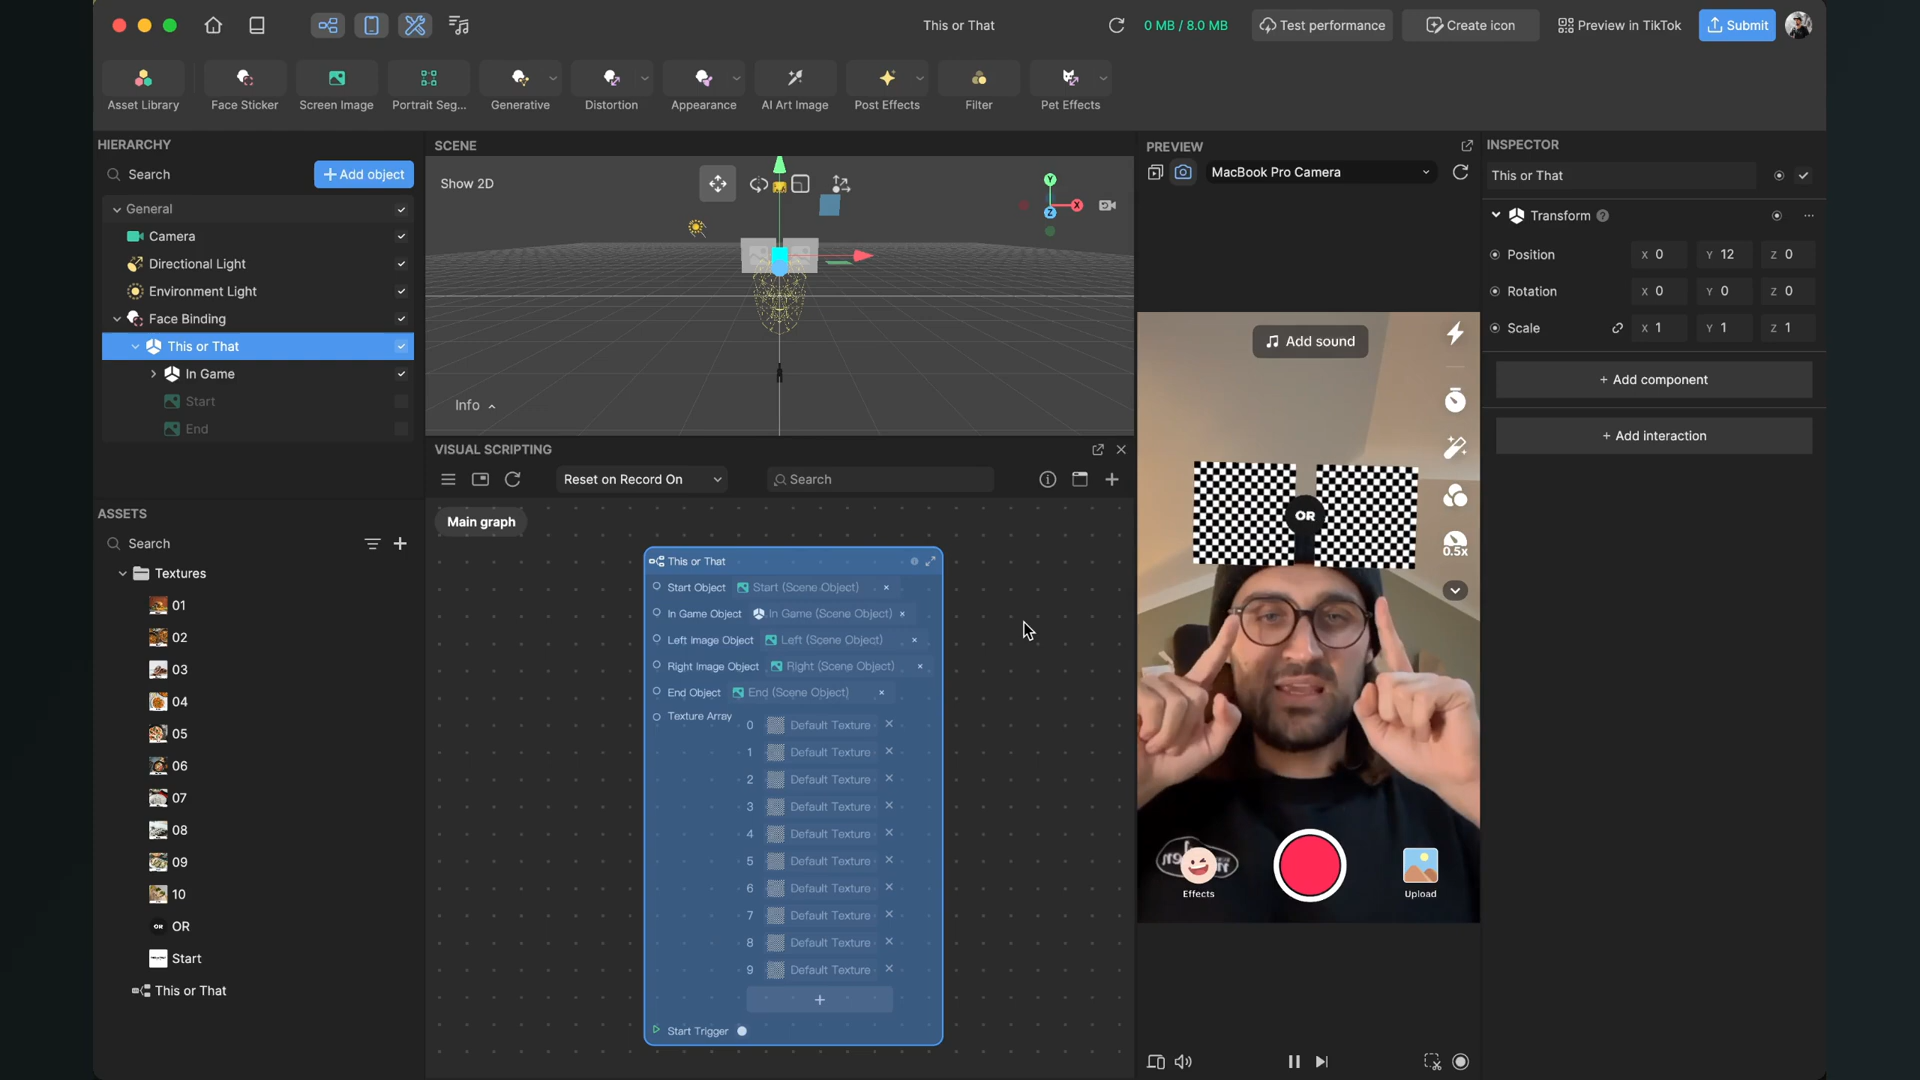 This or That
0 MB / 8.0 MB
Test performance
Create icon
Preview in TikTok
Submit
Asset Library
Face Sticker
Screen Image
Portrait Seg...
Generative
Distortion
Appearance
AI Art Image
Post Effects
Filter
Pet Effects
HIERARCHY
Search
+ Add object
General
Camera
Directional Light
Environment Light
Face Binding
This or That
In Game
Start
End
ASSETS
Search
Textures
01
02
03
04
05
06
07
08
09
10
OR OR
Start
This or That
SCENE
Show 2D
Y
X
Z
Info
VISUAL SCRIPTING
Reset on Record On
Search
Main graph
This or That
Start Object Start (Scene Object) ×
In Game Object In Game (Scene Object) ×
Left Image Object Left (Scene Object) ×
Right Image Object Right (Scene Object) ×
End Object End (Scene Object) ×
Texture Array
0 Default Texture ×
1 Default Texture ×
2 Default Texture ×
3 Default Texture ×
4 Default Texture ×
5 Default Texture ×
6 Default Texture ×
7 Default Texture ×
8 Default Texture ×
9 Default Texture ×
+
Start Trigger
PREVIEW
MacBook Pro Camera
Add sound
OR
0.5x
Effects
Upload
INSPECTOR
This or That
Transform ?
Position X 0 Y 12 Z 0
Rotation X 0 Y 0 Z 0
Scale X 1 Y 1 Z 1
+ Add component
+ Add interaction